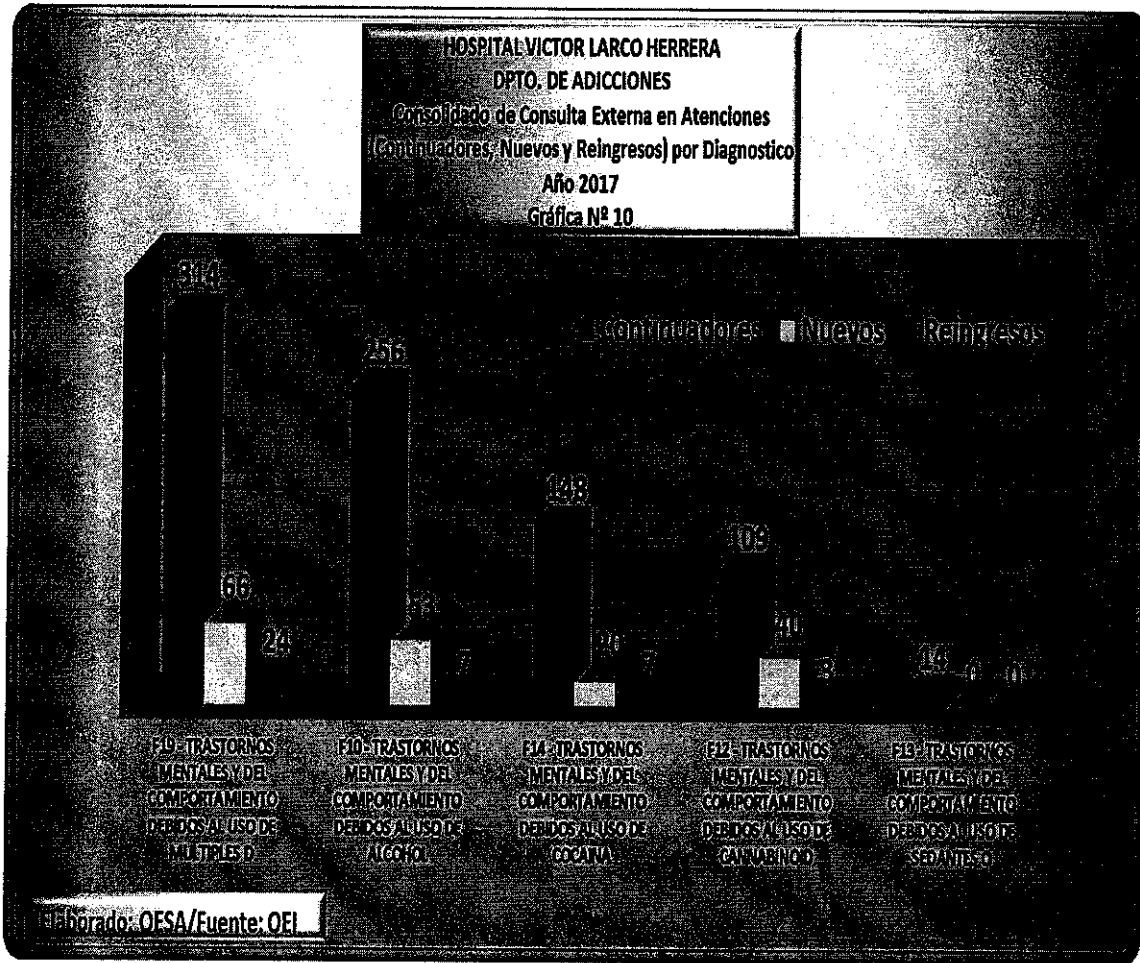 HOSPITAL VICTOR LARCO HERRERA
DPTO. DE ADICCIONES
Consolidado de Consulta Externa en Atenciones
(Continuadores, Nuevos y Reingresos) por Diagnostico
Año 2017
Gráfica Nº 10
Continuadores Nuevos Reingresos
314
256
148
109
66
24
7
20
7
40
8
14
0
0
F19 - TRASTORNOS
MENTALES Y DEL
COMPORTAMIENTO
DEBIDOS AL USO DE
MULTIPLES D
F10 - TRASTORNOS
MENTALES Y DEL
COMPORTAMIENTO
DEBIDOS AL USO DE
ALCOHOL
F14 - TRASTORNOS
MENTALES Y DEL
COMPORTAMIENTO
DEBIDOS AL USO DE
COCAINA
F12 - TRASTORNOS
MENTALES Y DEL
COMPORTAMIENTO
DEBIDOS AL USO DE
CANNABINOID
F13 - TRASTORNOS
MENTALES Y DEL
COMPORTAMIENTO
DEBIDOS AL USO DE
SEDANTES O
Elaborado: OESA/Fuente: OEI